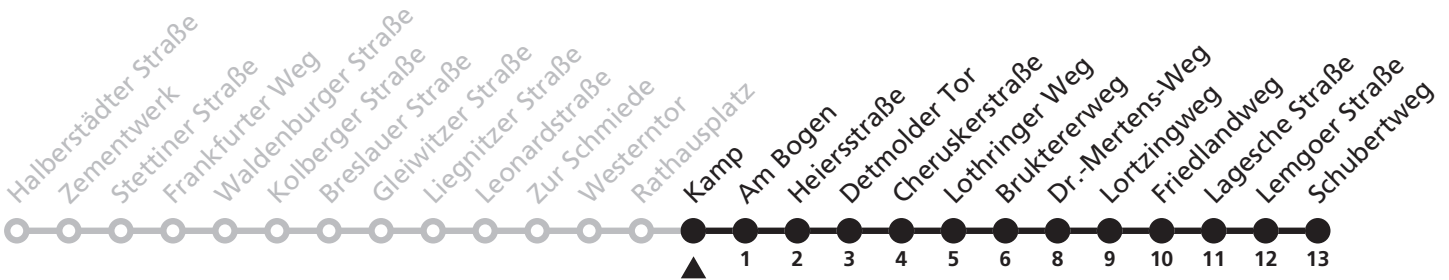 Halberstädter Straße
Zementwerk
Stettiner Straße
Frankfurter Weg
Waldenburger Straße
Kolberger Straße
Breslauer Straße
Gleiwitzer Straße
Liegnitzer Straße
Leonardstraße
Zur Schmiede
Westerntor
Rathausplatz
Kamp
Am Bogen
Heiersstraße
Detmolder Tor
Cheruskerstraße
Lothringer Weg
Bruktererweg
Dr.-Mertens-Weg
Lortzingweg
Friedlandweg
Lagesche Straße
Lemgoer Straße
Schubertweg
1 2 3 4 5 6 8 9 10 11 12 13